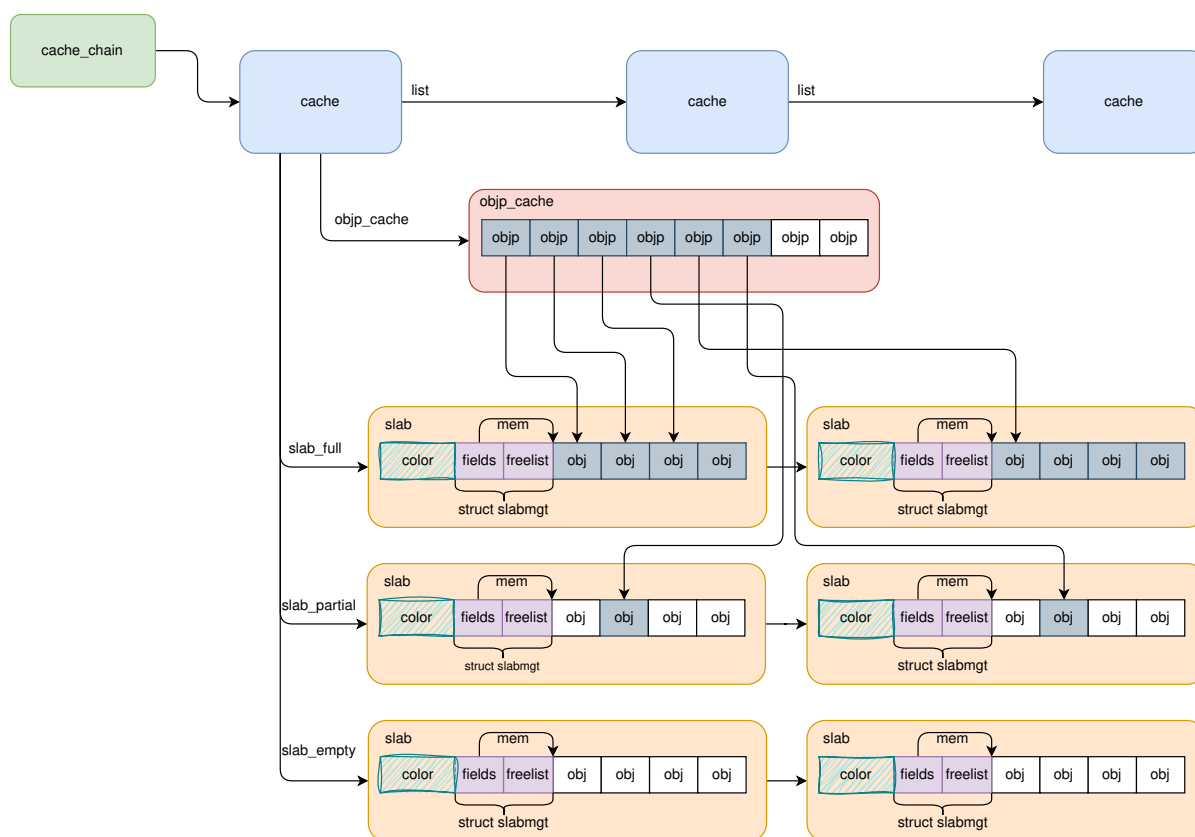 cache_chain
cache
list
cache
list
cache
objp_cache
objp_cache
objp objp objp objp objp objp objp objp
slab_full
slab
mem
color fields freelist obj obj obj obj
struct slabmgt
slab
mem
color fields freelist obj obj obj obj
struct slabmgt
slab_partial
slab
mem
color fields freelist obj obj obj obj
struct slabmgt
slab
mem
color fields freelist obj obj obj obj
struct slabmgt
slab_empty
slab
mem
color fields freelist obj obj obj obj
struct slabmgt
slab
mem
color fields freelist obj obj obj obj
struct slabmgt